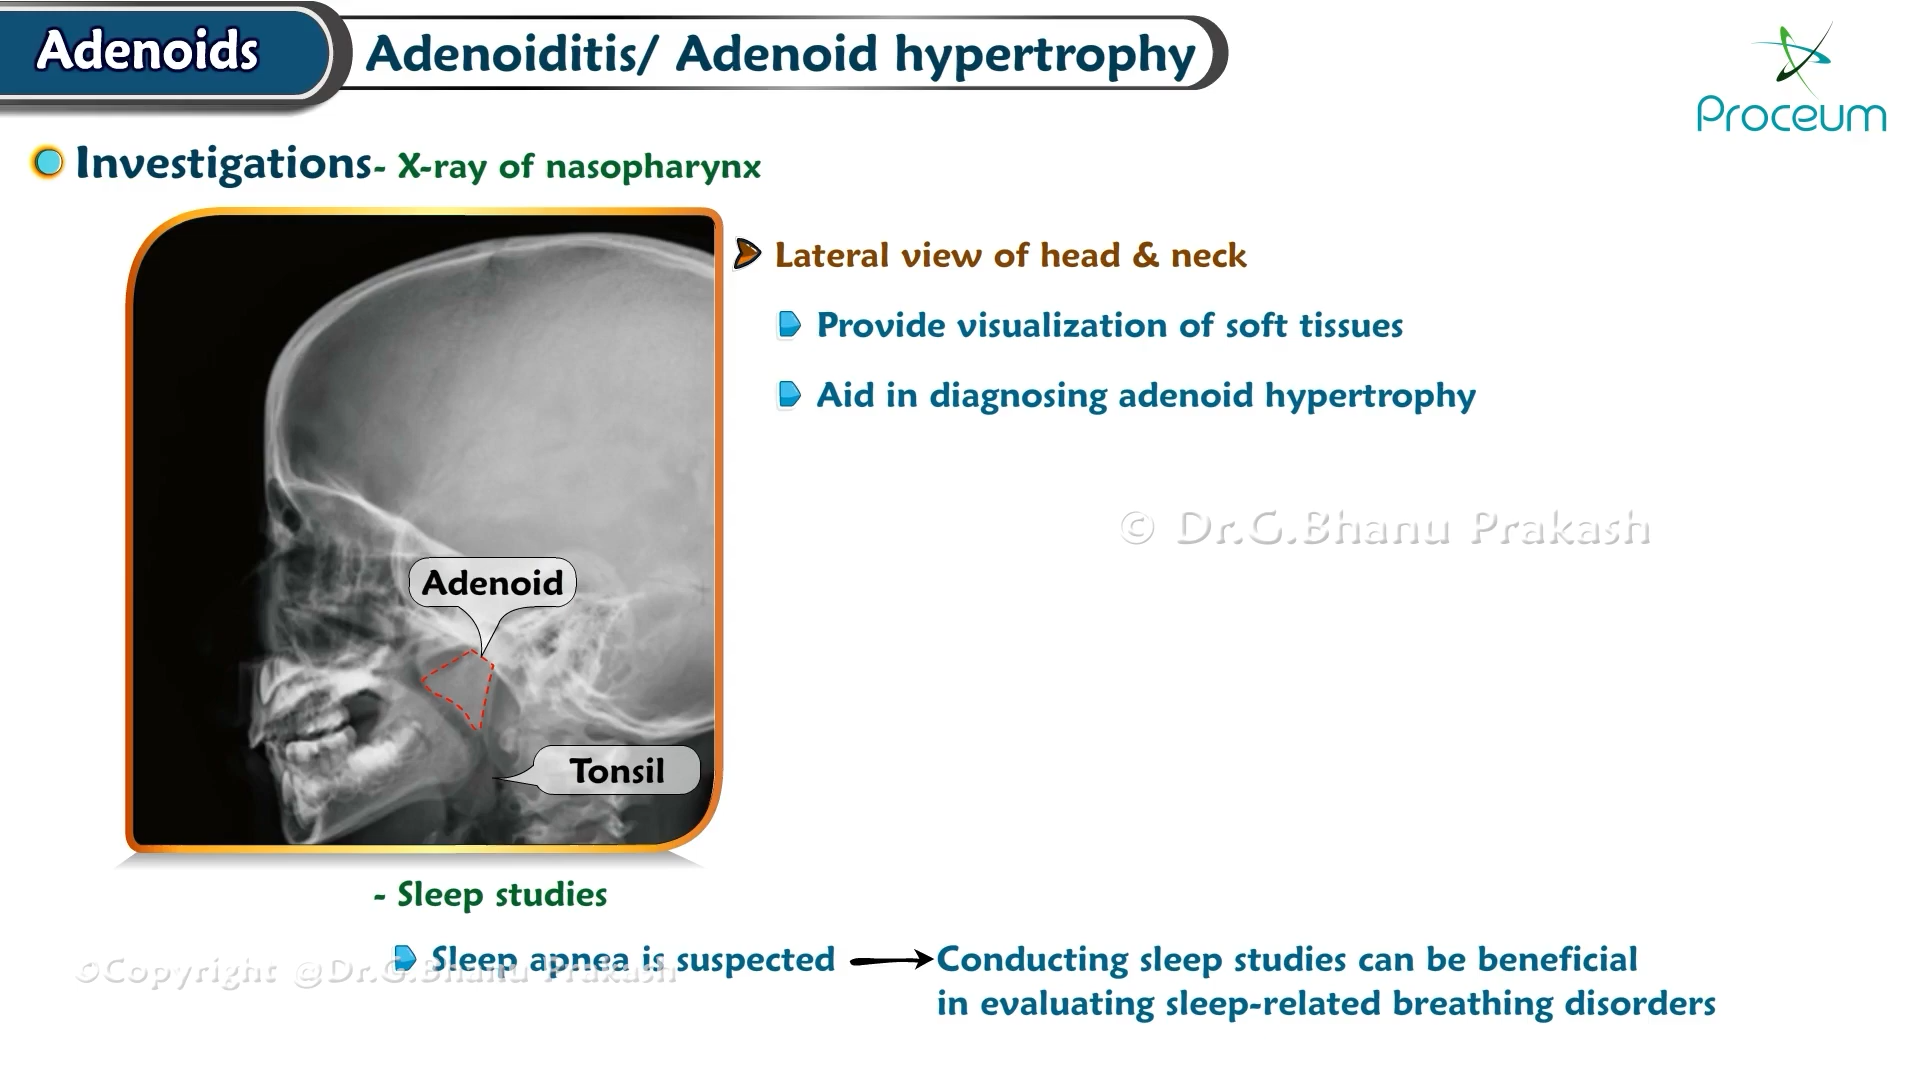 Adenoids
Adenoiditis/ Adenoid hypertrophy
Proceum
Investigations- X-ray of nasopharynx
Lateral view of head & neck
Provide visualization of soft tissues
Aid in diagnosing adenoid hypertrophy
© Dr.G.Bhanu Prakash
Adenoid
Tonsil
- Sleep studies
Sleep apnea is suspected → Conducting sleep studies can be beneficial
in evaluating sleep-related breathing disorders
©Copyright @Dr.G.Bhanu Prakash